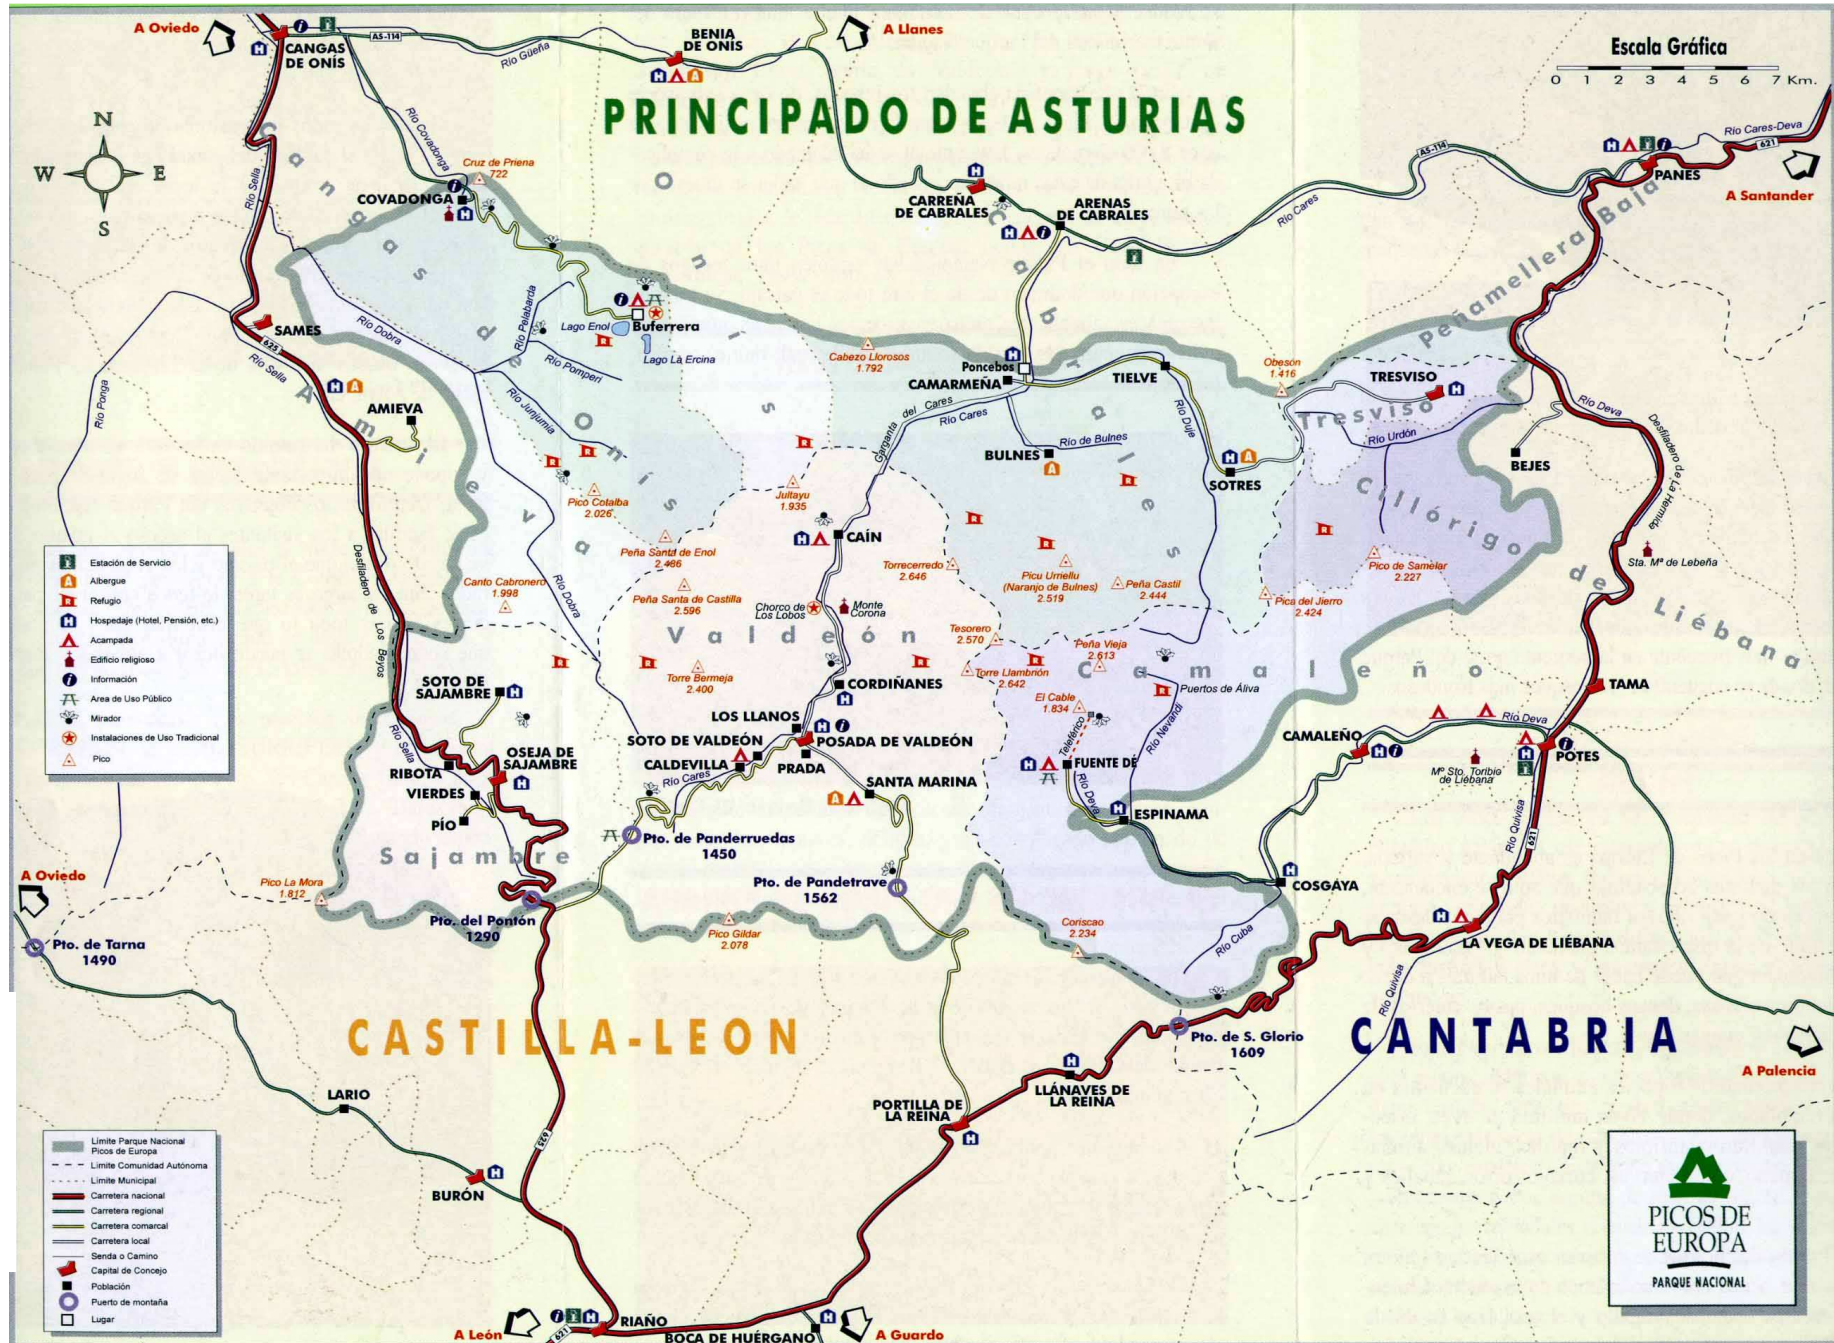 A Oviedo
CANGAS
DE ONÍS
AS-114
Río Güeña
BENIA
DE ONÍS
A Llanes
Escala Gráfica
0 1 2 3 4 5 6 7 Km.
PRINCIPADO DE ASTURIAS
N
W E
S
Río Covadonga
Cruz de Priena
722
COVADONGA
Río Sella
Cangas de Onís
Onís
Cabrales
CARREÑA
DE CABRALES
ARENAS
DE CABRALES
Río Cares
AS-114
Río Cares-Deva
621
PANES
A Santander
Peñamellera Baja
SAMES
625
Río Sella
Río Dobra
Río Pelabarda
Lago Enol
Buferrera
Lago La Ercina
Río Pomperi
Río Junjumia
Cabezo Llorosos
1.792
Poncebos
CAMARMEÑA
TIELVE
Obesón
1.416
TRESVISO
Tresviso
Río Urdón
Río Deva
Desfiladero de La Hermida
BEJES
Río Ponga
AMIEVA
Amieva
Garganta del Cares
Río Cares
BULNES
Río de Bulnes
Río Duje
SOTRES
Cillórigo de Liébana
Sta. Mª de Lebeña
Pico Cotalba
2.026
Jultayu
1.935
Peña Santa de Enol
2.486
CAÍN
Torrecerredo
2.646
Picu Urriellu
(Naranjo de Bulnes)
2.519
Peña Castil
2.444
Pico de Samelar
2.227
Pica del Jierro
2.424
Canto Cabronero
1.998
Río Dobra
Peña Santa de Castilla
2.596
Chorco de
Los Lobos
Monte
Corona
Valdeón
Tesorero
2.570
Peña Vieja
2.613
Camaleño
Desfiladero de Los Beyos
Torre Bermeja
2.400
CORDIÑANES
Torre Llambrión
2.642
El Cable
1.834
Puertos de Áliva
Teleférico
Río Nevandi
TAMA
Estación de Servicio
Albergue
Refugio
Hospedaje (Hotel, Pensión, etc.)
Acampada
Edificio religioso
Información
Area de Uso Público
Mirador
Instalaciones de Uso Tradicional
Pico
SOTO DE
SAJAMBRE
Río Sella
OSEJA DE
SAJAMBRE
RIBOTA
VIERDES
PÍO
Sajambre
LOS LLANOS
SOTO DE VALDEÓN
POSADA DE VALDEÓN
CALDEVILLA
PRADA
Río Cares
SANTA MARINA
FUENTE DÉ
Río Deva
ESPINAMA
CAMALEÑO
Río Deva
POTES
Mº Sto. Toribio
de Liébana
Río Quivisa
621
Pto. de Panderruedas
1450
Pto. de Pandetrave
1562
COSGAYA
A Oviedo
Pico La Mora
1.812
Pto. del Pontón
1290
Pico Gildar
2.078
Coriscao
2.234
Río Cuba
LA VEGA DE LIÉBANA
Pto. de Tarna
1490
Río Quivisa
CASTILLA-LEON
Pto. de S. Glorio
1609
CANTABRIA
A Palencia
LLÁNAVES DE
LA REINA
PORTILLA DE
LA REINA
LARIO
625
BURÓN
Limite Parque Nacional
Picos de Europa
Limite Comunidad Autónoma
Limite Municipal
Carretera nacional
Carretera regional
Carretera comarcal
Carretera local
Senda o Camino
Capital de Concejo
Población
Puerto de montaña
Lugar
PICOS DE
EUROPA
PARQUE NACIONAL
A León
621
RIAÑO
BOCA DE HUÉRGANO
A Guardo